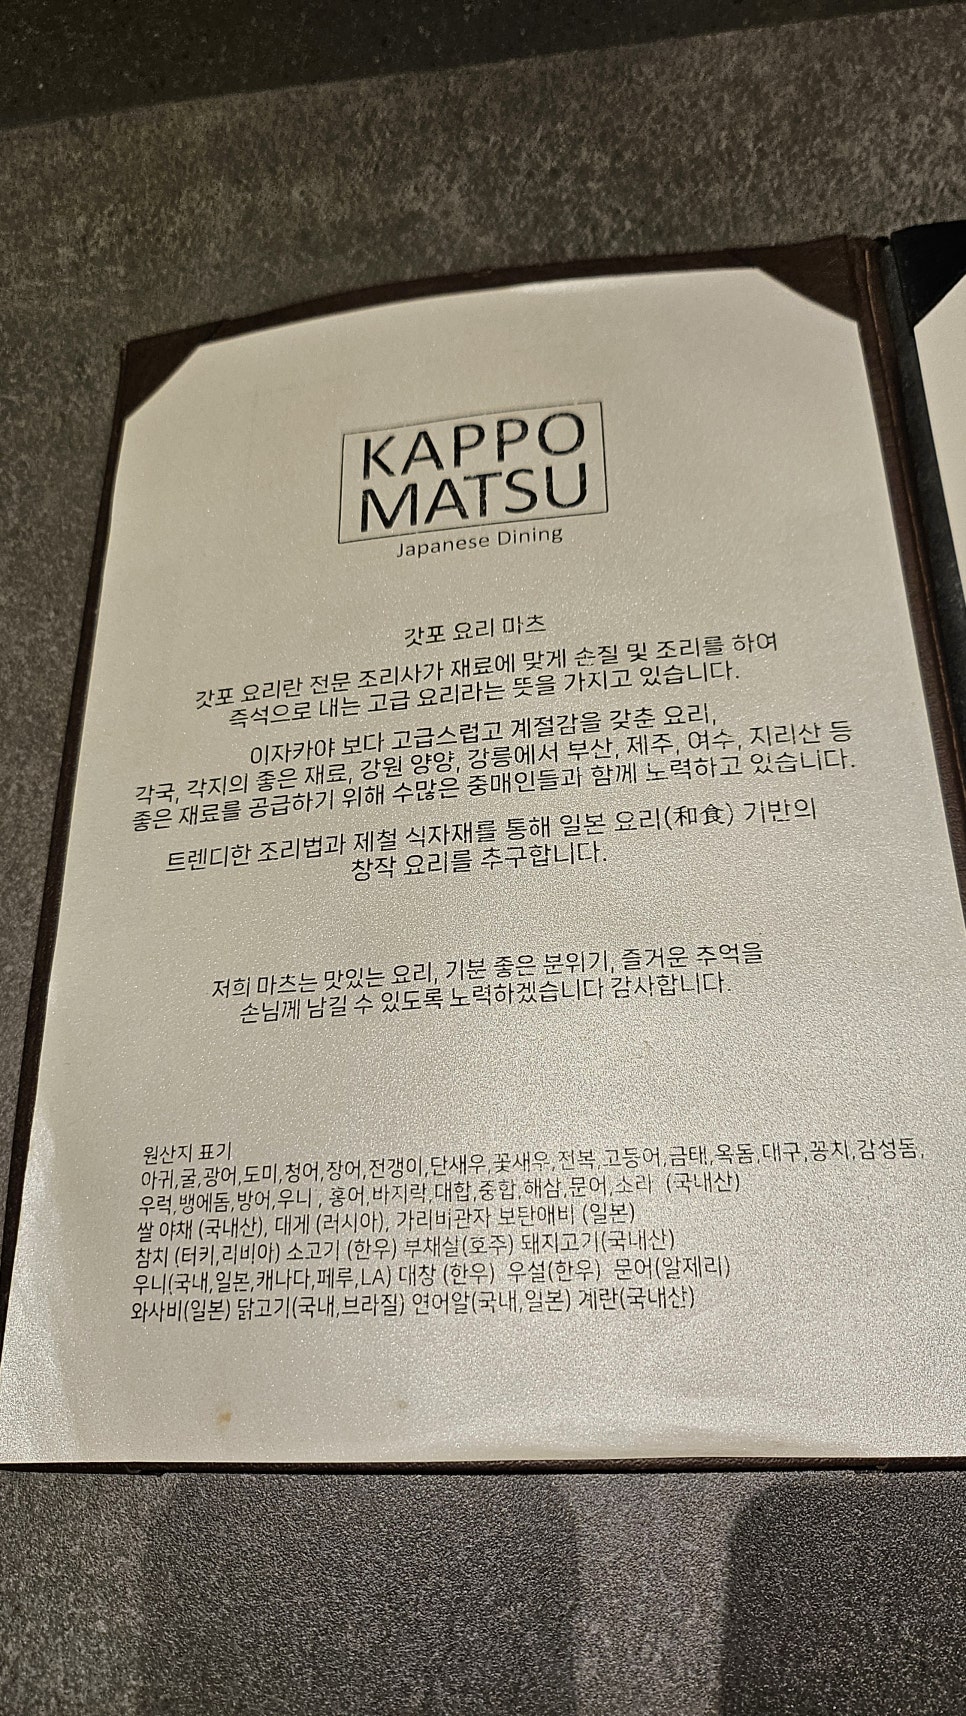 KAPPO
MATSU
Japanese Dining
갓포 요리 마츠
갓포 요리란 전문 조리사가 재료에 맞게 손질 및 조리를 하여
즉석으로 내는 고급 요리라는 뜻을 가지고 있습니다.
이자카야 보다 고급스럽고 계절감을 갖춘 요리,
각국, 각지의 좋은 재료, 강원 양양, 강릉에서 부산, 제주, 여수, 지리산 등
좋은 재료를 공급하기 위해 수많은 중매인들과 함께 노력하고 있습니다.
트렌디한 조리법과 제철 식자재를 통해 일본 요리(和食) 기반의
창작 요리를 추구합니다.
저희 마츠는 맛있는 요리, 기분 좋은 분위기, 즐거운 추억을
손님께 남길 수 있도록 노력하겠습니다 감사합니다.
원산지 표기
아귀,굴,광어,도미,청어,장어,전갱이,단새우,꽃새우,전복,고등어,금태,옥돔,대구,꽁치,감성돔,
우럭,뱅에돔,방어,우니, 홍어,바지락,대합,중합,해삼,문어,소라 (국내산)
쌀 야채 (국내산), 대게 (러시아), 가리비관자 보탄애비 (일본)
참치 (터키,리비아) 소고기 (한우) 부채살(호주) 돼지고기(국내산)
우니(국내,일본,캐나다,페루,LA) 대창 (한우) 우설(한우) 문어(알제리)
와사비(일본) 닭고기(국내,브라질) 연어알(국내,일본) 계란(국내산)